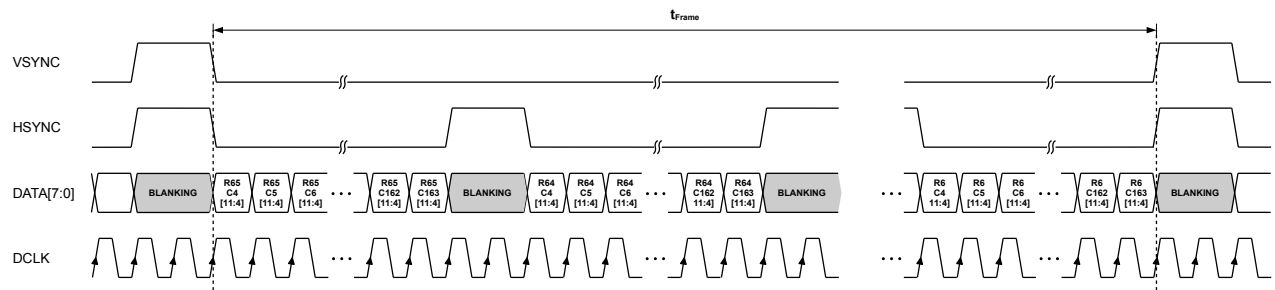 tFrame
VSYNC
HSYNC
DATA[7:0]
BLANKING
R65
C4
[11:4]
R65
C5
[11:4]
R65
C6
[11:4]
• • •
R65
C162
[11:4]
R65
C163
[11:4]
BLANKING
R64
C4
[11:4]
R64
C5
[11:4]
R64
C6
[11:4]
• • •
R64
C162
11:4]
R64
C163
[11:4]
BLANKING
• • •
R6
C4
11:4]
R6
C5
[11:4]
R6
C6
[11:4]
• • •
R6
C162
[11:4]
R6
C163
[11:4]
BLANKING
DCLK
• • •
• • •
• • •
• • •